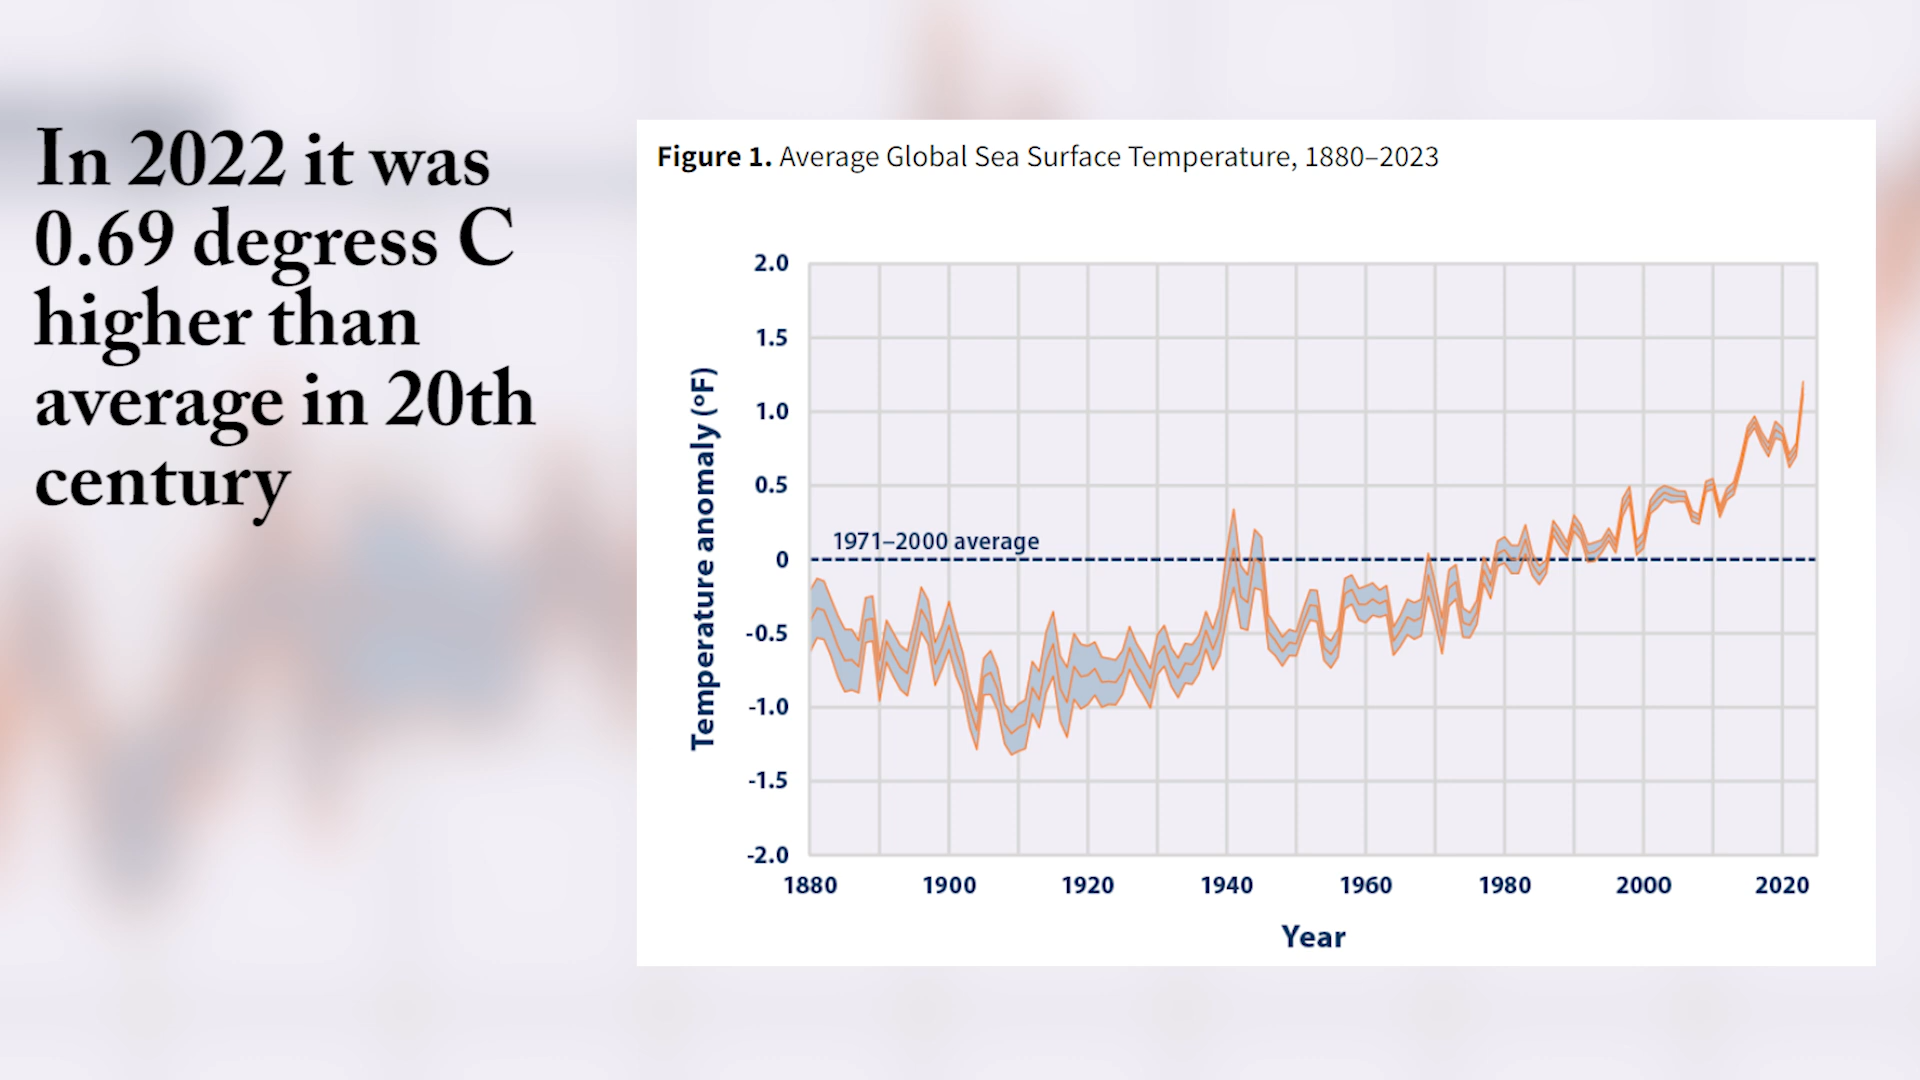 In 2022 it was
0.69 degress C
higher than
average in 20th
century
Figure 1. Average Global Sea Surface Temperature, 1880–2023
Temperature anomaly (ºF)
2.0
1.5
1.0
0.5
0
-0.5
-1.0
-1.5
-2.0
1971–2000 average
1880 1900 1920 1940 1960 1980 2000 2020
Year